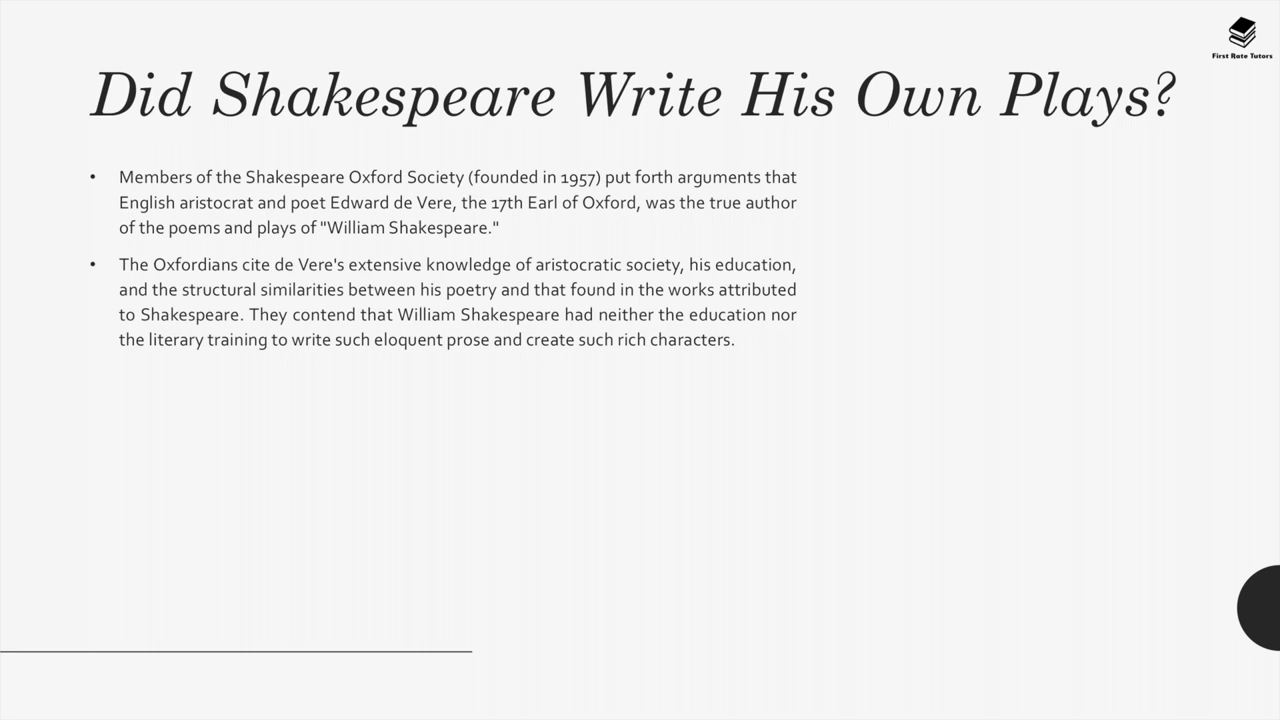 First Rate Tutors
Did Shakespeare Write His Own Plays?
• Members of the Shakespeare Oxford Society (founded in 1957) put forth arguments that
English aristocrat and poet Edward de Vere, the 17th Earl of Oxford, was the true author
of the poems and plays of "William Shakespeare."
• The Oxfordians cite de Vere's extensive knowledge of aristocratic society, his education,
and the structural similarities between his poetry and that found in the works attributed
to Shakespeare. They contend that William Shakespeare had neither the education nor
the literary training to write such eloquent prose and create such rich characters.